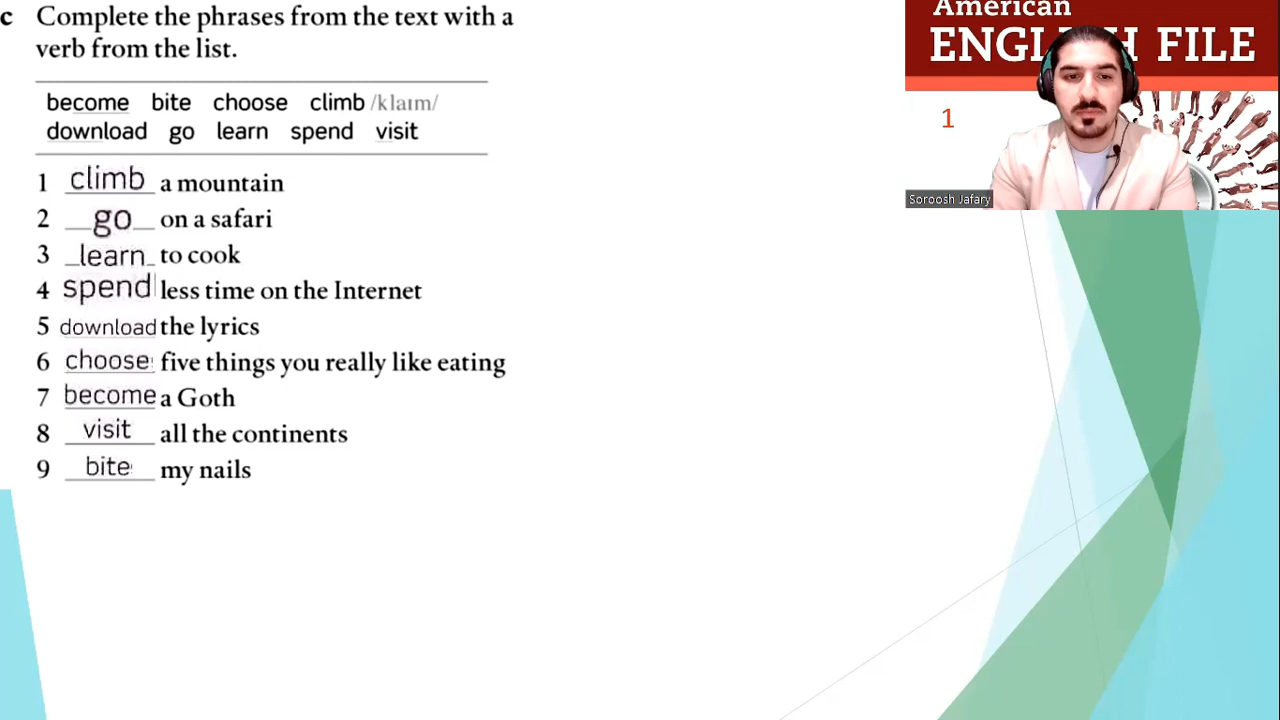 c Complete the phrases from the text with a
verb from the list.
become bite choose climb /klaɪm/
download go learn spend visit
1 climb a mountain
2 go on a safari
3 learn to cook
4 spend less time on the Internet
5 download the lyrics
6 choose five things you really like eating
7 become a Goth
8 visit all the continents
9 bite my nails
American
ENGLISH FILE
1
Soroosh Jafary